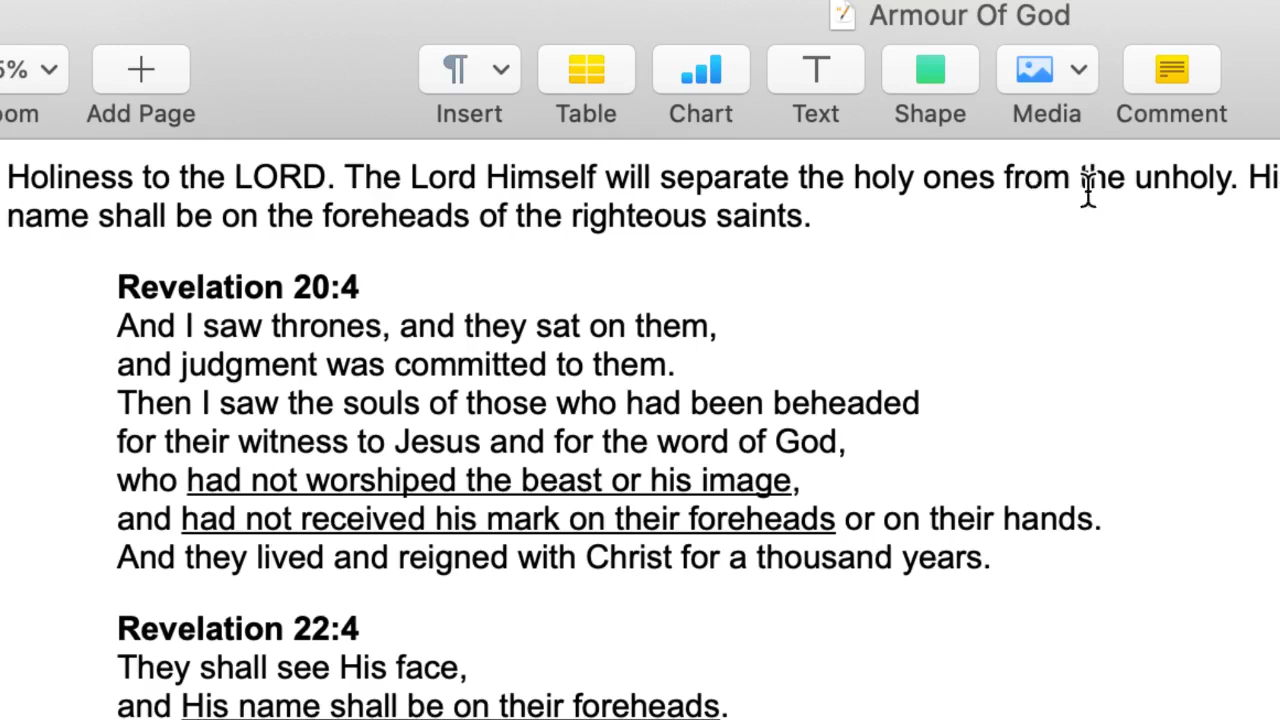 Armour Of God
5%
Add Page
Insert
Table
Chart
Text
Shape
Media
Comment
Holiness to the LORD. The Lord Himself will separate the holy ones from the unholy. Hi
name shall be on the foreheads of the righteous saints.
Revelation 20:4
And I saw thrones, and they sat on them,
and judgment was committed to them.
Then I saw the souls of those who had been beheaded
for their witness to Jesus and for the word of God,
who had not worshiped the beast or his image,
and had not received his mark on their foreheads or on their hands.
And they lived and reigned with Christ for a thousand years.
Revelation 22:4
They shall see His face,
and His name shall be on their foreheads.